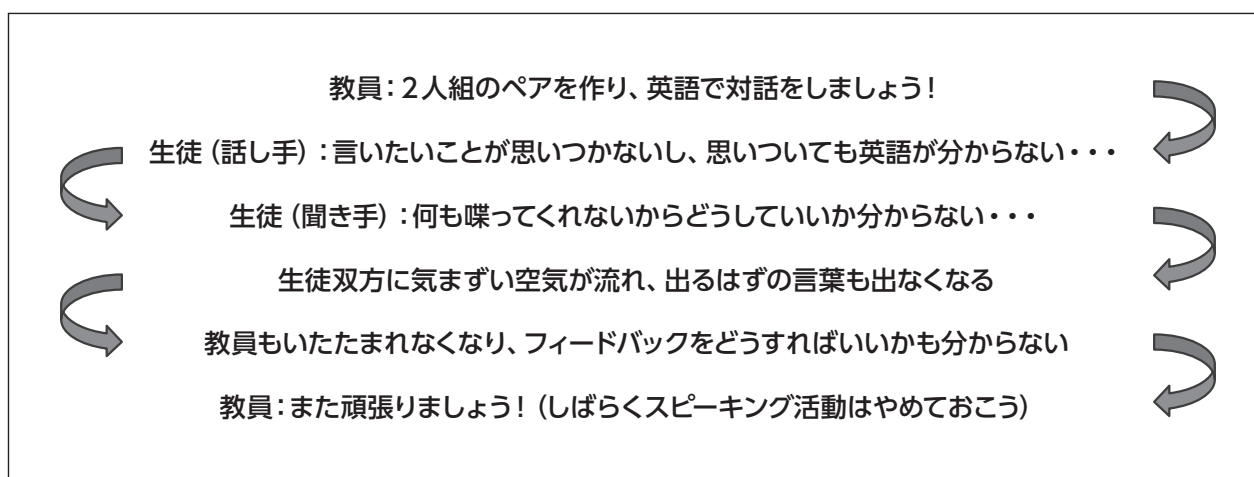 教員：２人組のペアを作り、英語で対話をしましょう！
生徒（話し手）：言いたいことが思いつかないし、思いついても英語が分からない・・・
生徒（聞き手）：何も喋ってくれないからどうしていいか分からない・・・
生徒双方に気まずい空気が流れ、出るはずの言葉も出なくなる
教員もいたたまれなくなり、フィードバックをどうすればいいかも分からない
教員：また頑張りましょう！（しばらくスピーキング活動はやめておこう）